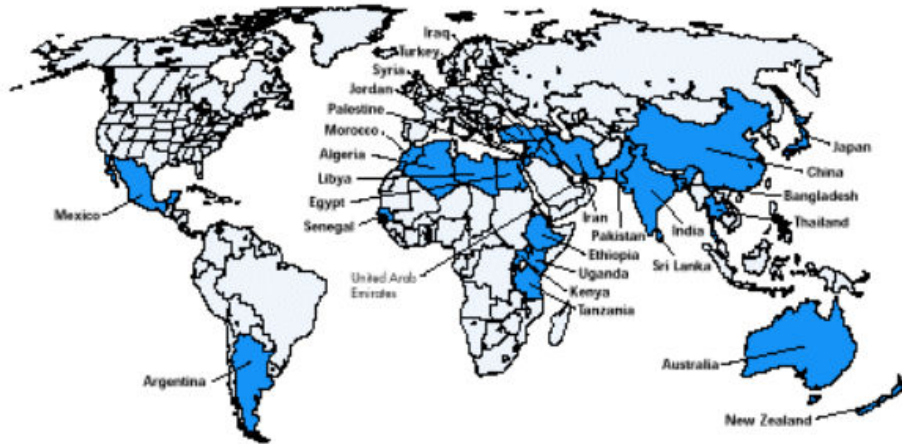 Iraq
Turkey
Syria
Jordan
Palestine
Morocco
Algeria
Libya
Egypt
Senegal
United Arab
Emirates
Mexico
Argentina
Japan
China
Bangladesh
Thailand
India
Iran
Pakistan
Sri Lanka
Ethiopia
Uganda
Kenya
Tanzania
Australia
New Zealand